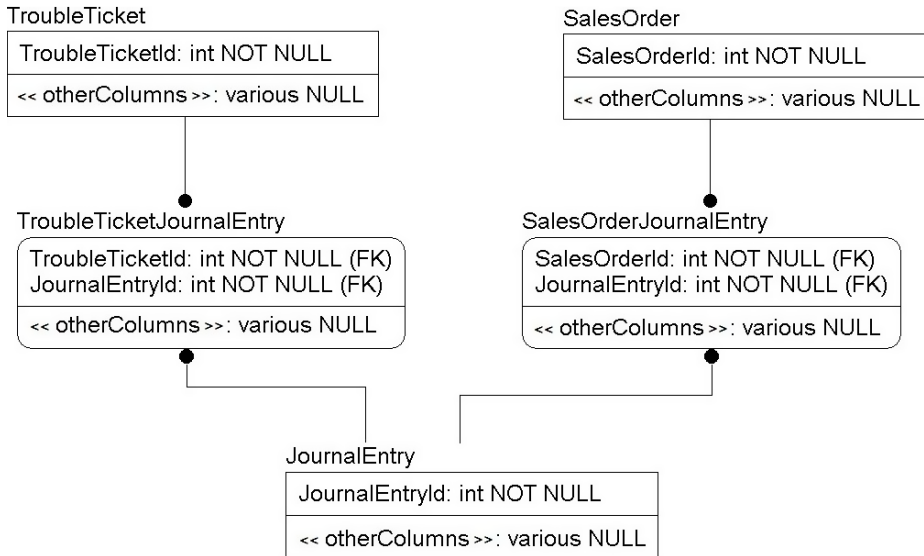 TroubleTicket
TroubleTicketId: int NOT NULL
<< otherColumns >>: various NULL
SalesOrder
SalesOrderId: int NOT NULL
<< otherColumns >>: various NULL
TroubleTicketJournalEntry
TroubleTicketId: int NOT NULL (FK)
JournalEntryId: int NOT NULL (FK)
<< otherColumns >>: various NULL
SalesOrderJournalEntry
SalesOrderId: int NOT NULL (FK)
JournalEntryId: int NOT NULL (FK)
<< otherColumns >>: various NULL
JournalEntry
JournalEntryId: int NOT NULL
<< otherColumns >>: various NULL